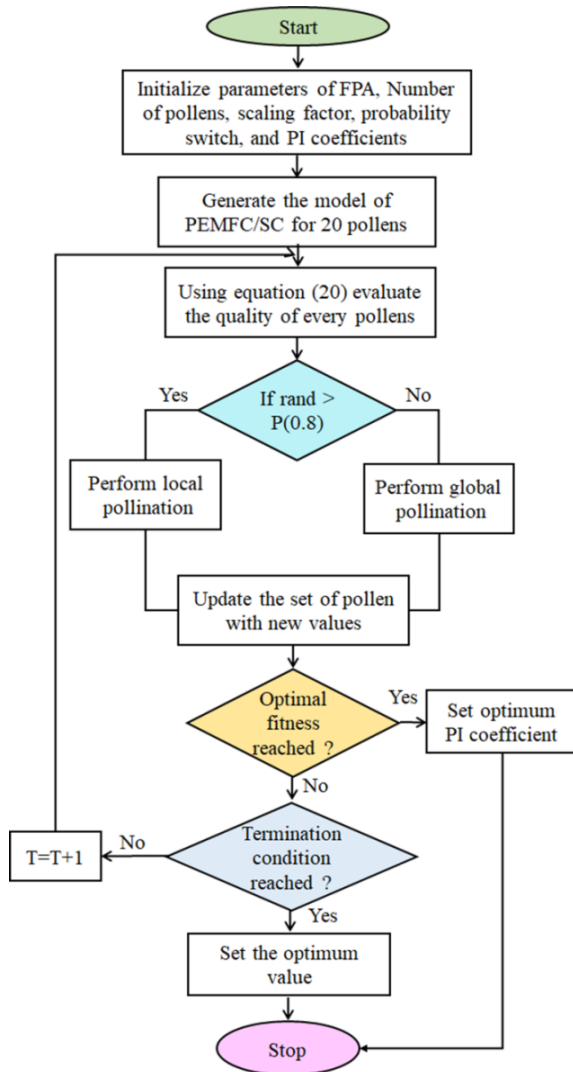 Start
Initialize parameters of FPA, Number
of pollens, scaling factor, probability
switch, and PI coefficients
Generate the model of
PEMFC/SC for 20 pollens
Using equation (20) evaluate
the quality of every pollens
Yes
If rand >
P(0.8)
No
Perform local
pollination
Perform global
pollination
Update the set of pollen
with new values
Optimal
fitness
reached ?
Yes
Set optimum
PI coefficient
No
Termination
condition
reached ?
No
T=T+1
Yes
Set the optimum
value
Stop